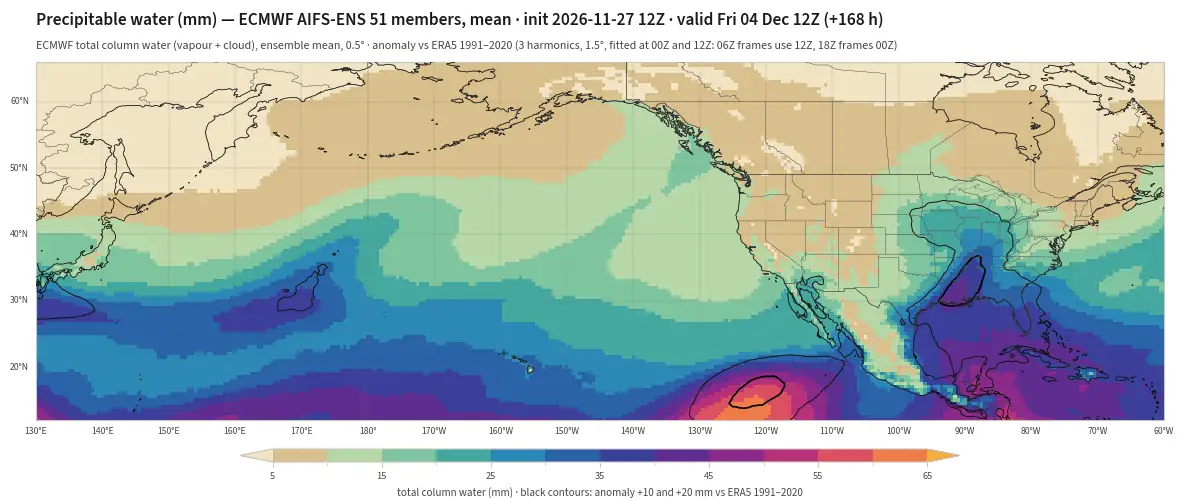 Precipitable water (mm) — ECMWF AIFS-ENS 51 members, mean · init 2026-11-27 12Z · valid Fri 04 Dec 12Z (+168 h)
ECMWF total column water (vapour + cloud), ensemble mean, 0.5° · anomaly vs ERA5 1991–2020 (3 harmonics, 1.5°, fitted at 00Z and 12Z: 06Z frames use 12Z, 18Z frames 00Z)
60°N
50°N
40°N
30°N
20°N
130°E 140°E 150°E 160°E 170°E 180° 170°W 160°W 150°W 140°W 130°W 120°W 110°W 100°W 90°W 80°W 70°W 60°W
5 15 25 35 45 55 65
total column water (mm) · black contours: anomaly +10 and +20 mm vs ERA5 1991–2020